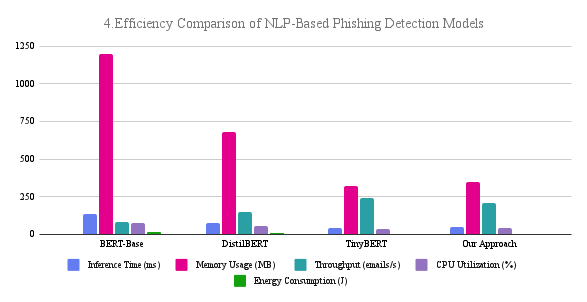 4.Efficiency Comparison of NLP-Based Phishing Detection Models
1250
1000
750
500
250
0
BERT-Base DistilBERT TinyBERT Our Approach
Inference Time (ms) Memory Usage (MB) Throughput (emails/s) CPU Utilization (%)
Energy Consumption (J)